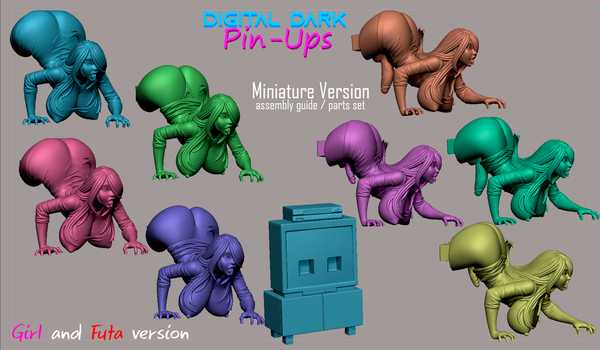 DIGITAL DARK
Pin-Ups
Miniature Version
assembly guide / parts set
Girl and Futa version